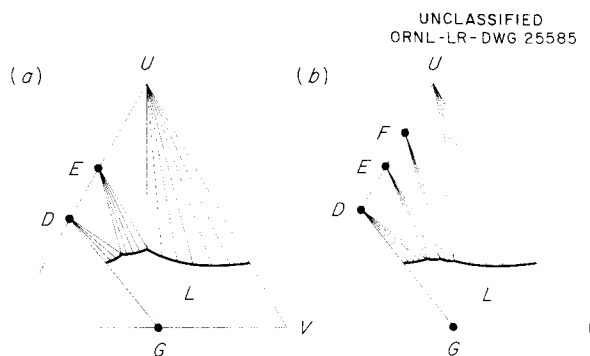 UNCLASSIFIED
ORNL-LR-DWG 25585
(a) U (b) U
F
E E
D D
L L
V
G G